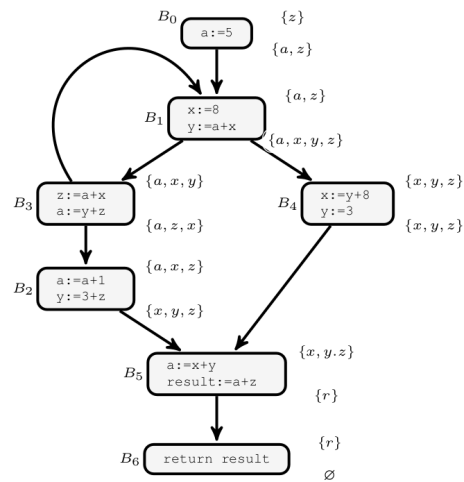 B₀ {z}
a:=5
{a, z}
{a, z}
B₁ x:=8
y:=a+x
{a, x, y, z}
{a, x, y} {x, y, z}
B₃ z:=a+x
a:=y+z
B₄ x:=y+8
y:=3
{a, z, x} {x, y, z}
{a, x, z}
B₂ a:=a+1
y:=3+z
{x, y, z}
{x, y.z}
B₅ a:=x+y
result:=a+z
{r}
{r}
B₆ return result
∅